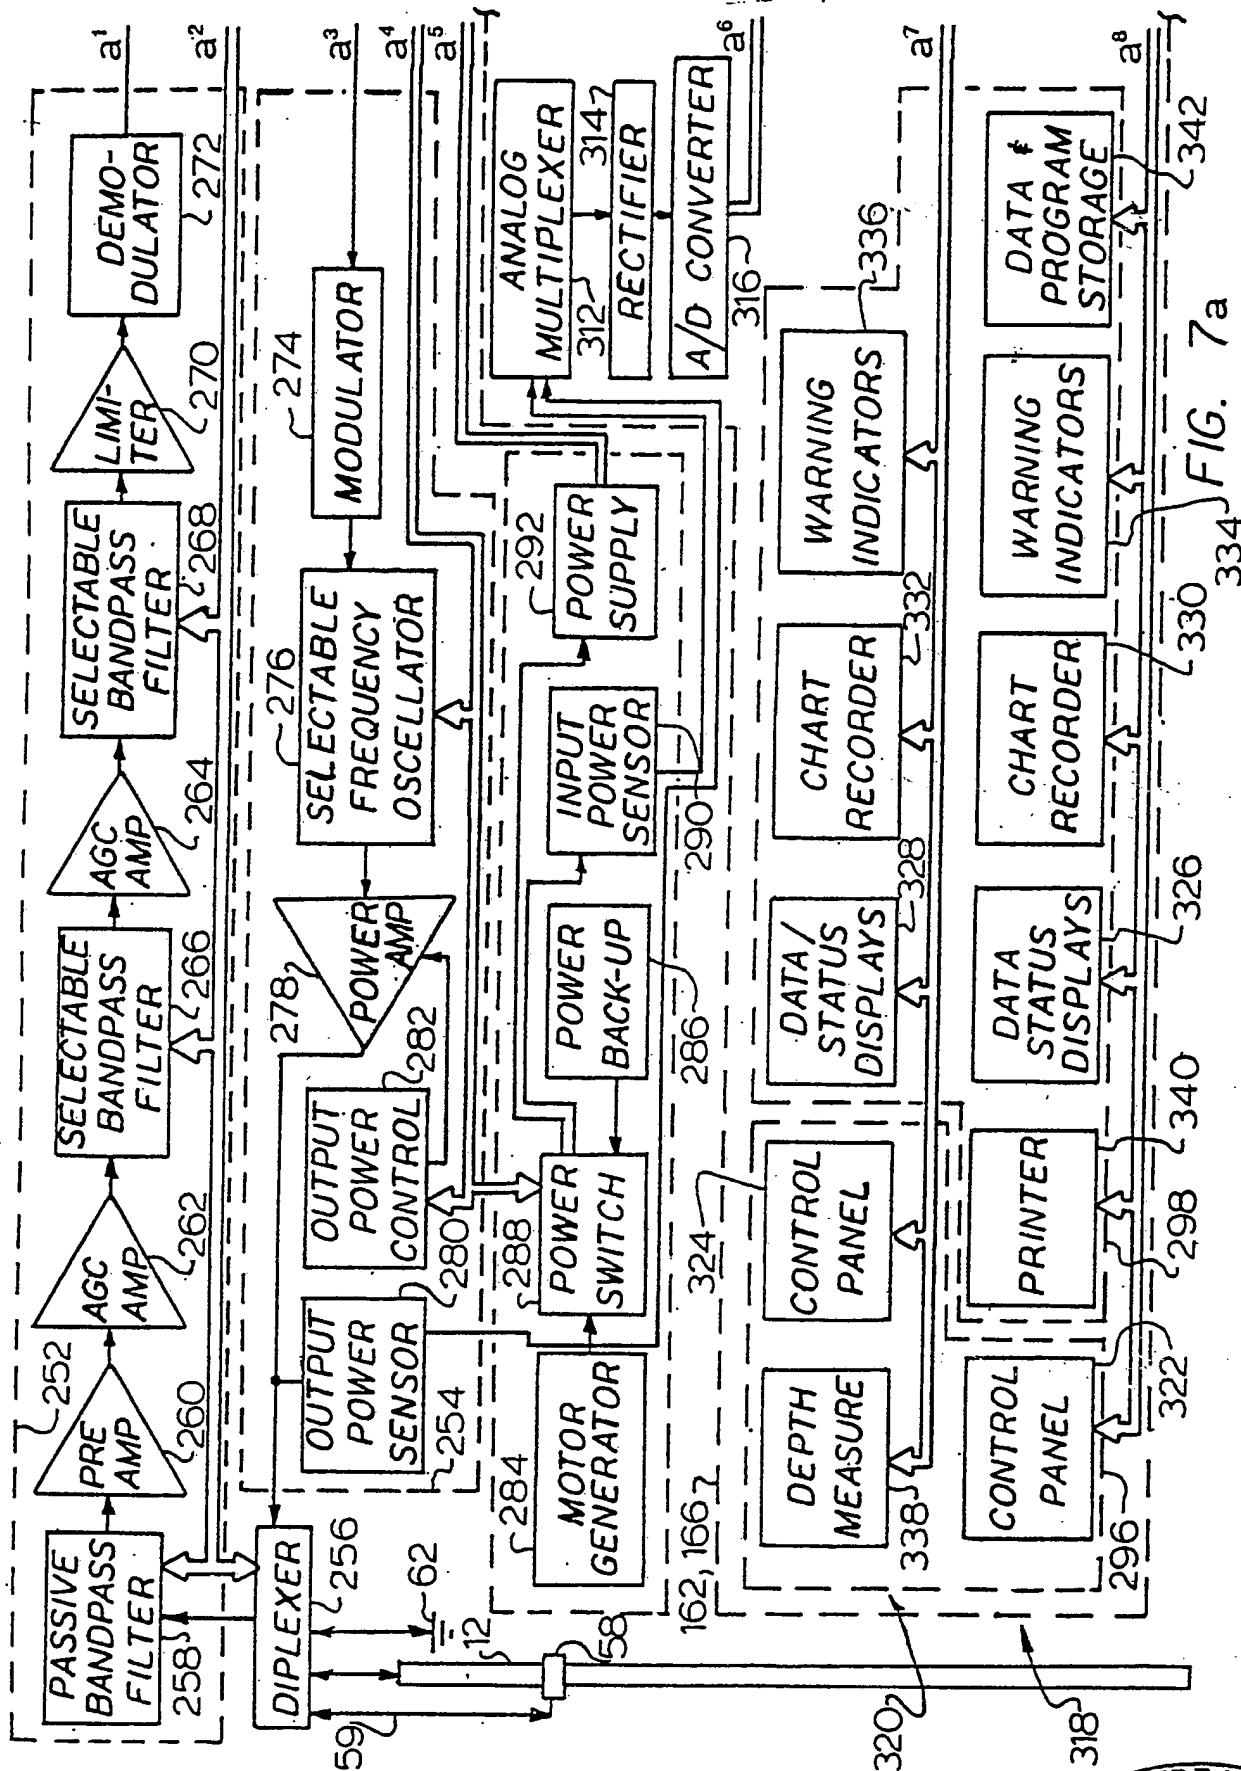 a¹
a²
252
PRE
AMP
260
AGC
AMP
262
SELECTABLE
BANDPASS
FILTER
266
AGC
AMP
264
SELECTABLE
BANDPASS
FILTER
268
LIMI-
TER
270
DEMO-
DULATOR
272
PASSIVE
BANDPASS
FILTER
258
DIPLEXER
256
62
12
58
59
a³
a⁴
a⁵
274
MODULATOR
276
SELECTABLE
FREQUENCY
OSCELLATOR
278
POWER
AMP
OUTPUT
POWER
CONTROL
282
OUTPUT
POWER
SENSOR
280
254
284
MOTOR
GENERATOR
288
POWER
SWITCH
POWER
BACK-UP
286
INPUT
POWER
SENSOR
290
292
POWER
SUPPLY
162,166
ANALOG
MULTIPLEXER
312
314
RECTIFIER
A/D CONVERTER
316
a⁶
DEPTH
MEASURE
338
324
CONTROL
PANEL
DATA/
STATUS
DISPLAYS
328
CHART
RECORDER
332
WARNING
INDICATORS
336
a⁷
320
318
CONTROL
PANEL
296
322
PRINTER
298
340
DATA
STATUS
DISPLAYS
326
CHART
RECORDER
330
WARNING
INDICATORS
334
DATA &
PROGRAM
STORAGE
342
a⁸
FIG. 7a